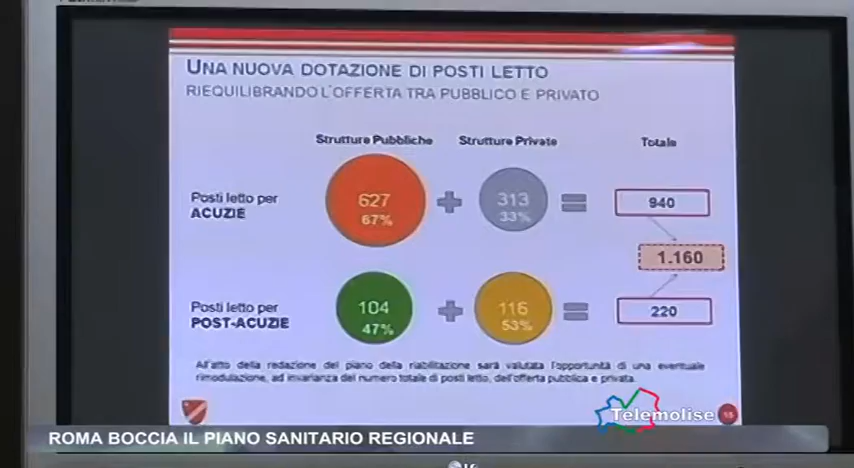 UNA NUOVA DOTAZIONE DI POSTI LETTO
RIEQUILIBRANDO L'OFFERTA TRA PUBBLICO E PRIVATO
Strutture Pubbliche Strutture Private Totale
Posti letto per
ACUZIE
627
67%
313
33%
940
1.160
Posti letto per
POST-ACUZIE
104
47%
116
53%
220
All'atto della redazione del piano della riabilitazione sarà valutata l'opportunità di una eventuale
rimodulazione, ad invarianza del numero totale di posti letto, dell'offerta pubblica e privata.
Telemolise
15
ROMA BOCCIA IL PIANO SANITARIO REGIONALE
LG